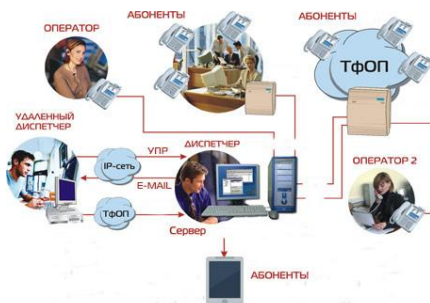 ОПЕРАТОР
АБОНЕНТЫ
АБОНЕНТЫ
ТфОП
УДАЛЕННЫЙ
ДИСПЕТЧЕР
IP-сеть
УПР
E-MAIL
ТфОП
ДИСПЕТЧЕР
Сервер
ОПЕРАТОР 2
АБОНЕНТЫ